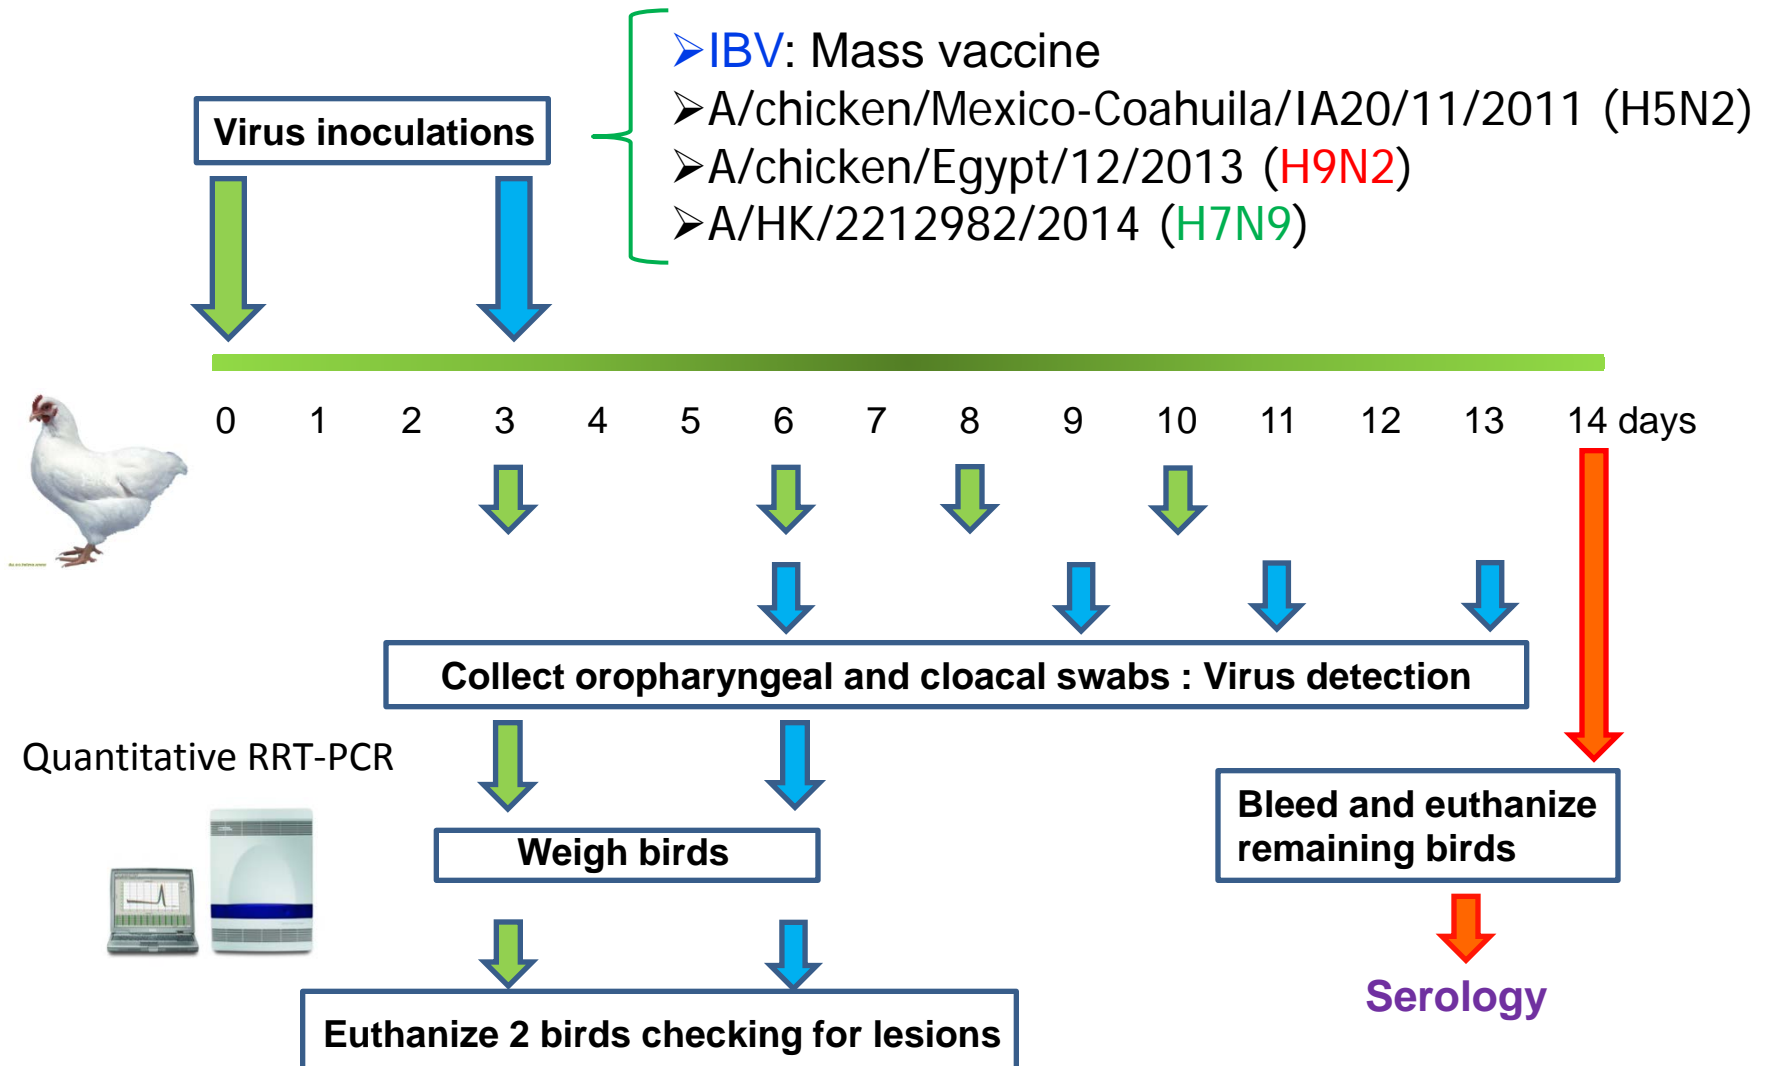 ➢IBV: Mass vaccine
➢A/chicken/Mexico-Coahuila/IA20/11/2011 (H5N2)
➢A/chicken/Egypt/12/2013 (H9N2)
➢A/HK/2212982/2014 (H7N9)
Virus inoculations
0 1 2 3 4 5 6 7 8 9 10 11 12 13 14 days
Collect oropharyngeal and cloacal swabs : Virus detection
Quantitative RRT-PCR
Weigh birds
Bleed and euthanize
remaining birds
Euthanize 2 birds checking for lesions
Serology